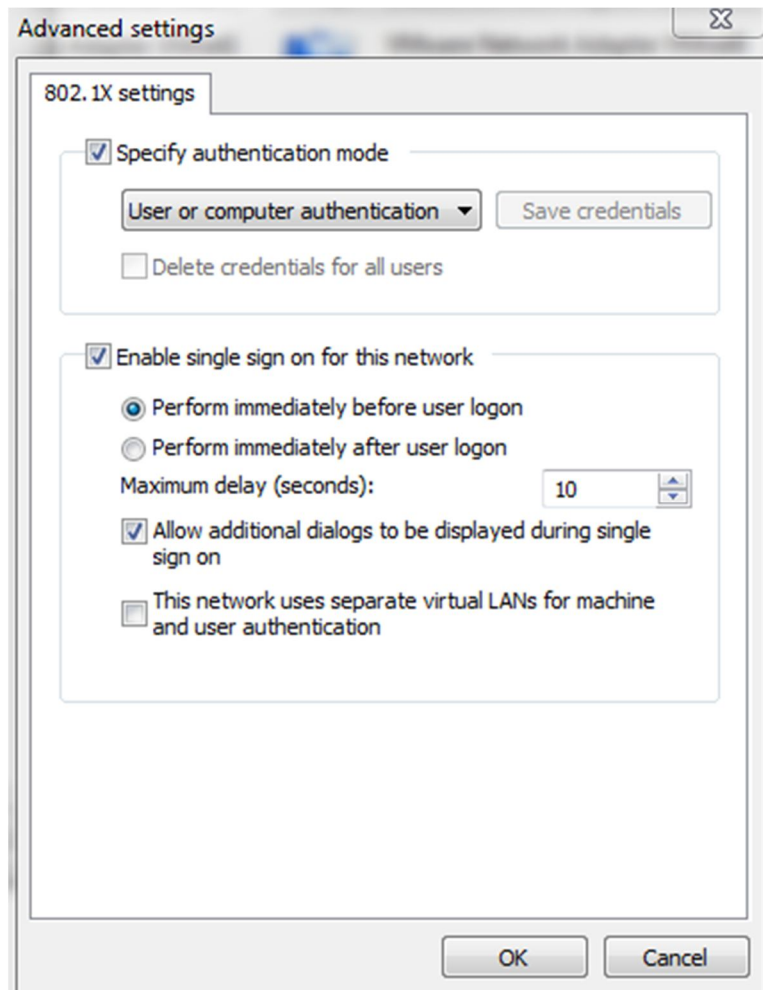 Advanced settings
802.1X settings
Specify authentication mode
User or computer authentication
Save credentials
Delete credentials for all users
Enable single sign on for this network
Perform immediately before user logon
Perform immediately after user logon
Maximum delay (seconds):
10
Allow additional dialogs to be displayed during single
sign on
This network uses separate virtual LANs for machine
and user authentication
OK
Cancel